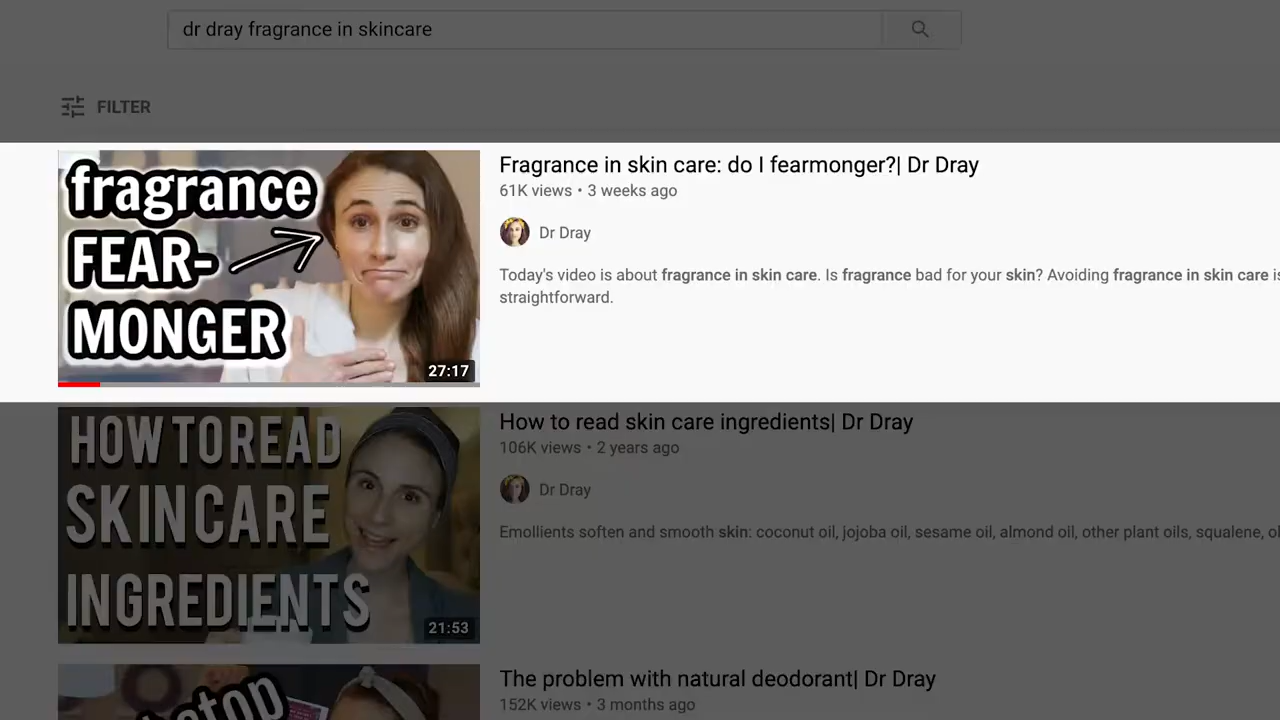 dr dray fragrance in skincare
FILTER
fragrance
FEAR-
MONGER
27:17
Fragrance in skin care: do I fearmonger?| Dr Dray
61K views • 3 weeks ago
Dr Dray
Today's video is about fragrance in skin care. Is fragrance bad for your skin? Avoiding fragrance in skin care is
straightforward.
HOW TO READ
SKINCARE
INGREDIENTS
21:53
How to read skin care ingredients| Dr Dray
106K views • 2 years ago
Dr Dray
Emollients soften and smooth skin: coconut oil, jojoba oil, sesame oil, almond oil, other plant oils, squalene,
The problem with natural deodorant| Dr Dray
152K views • 3 months ago